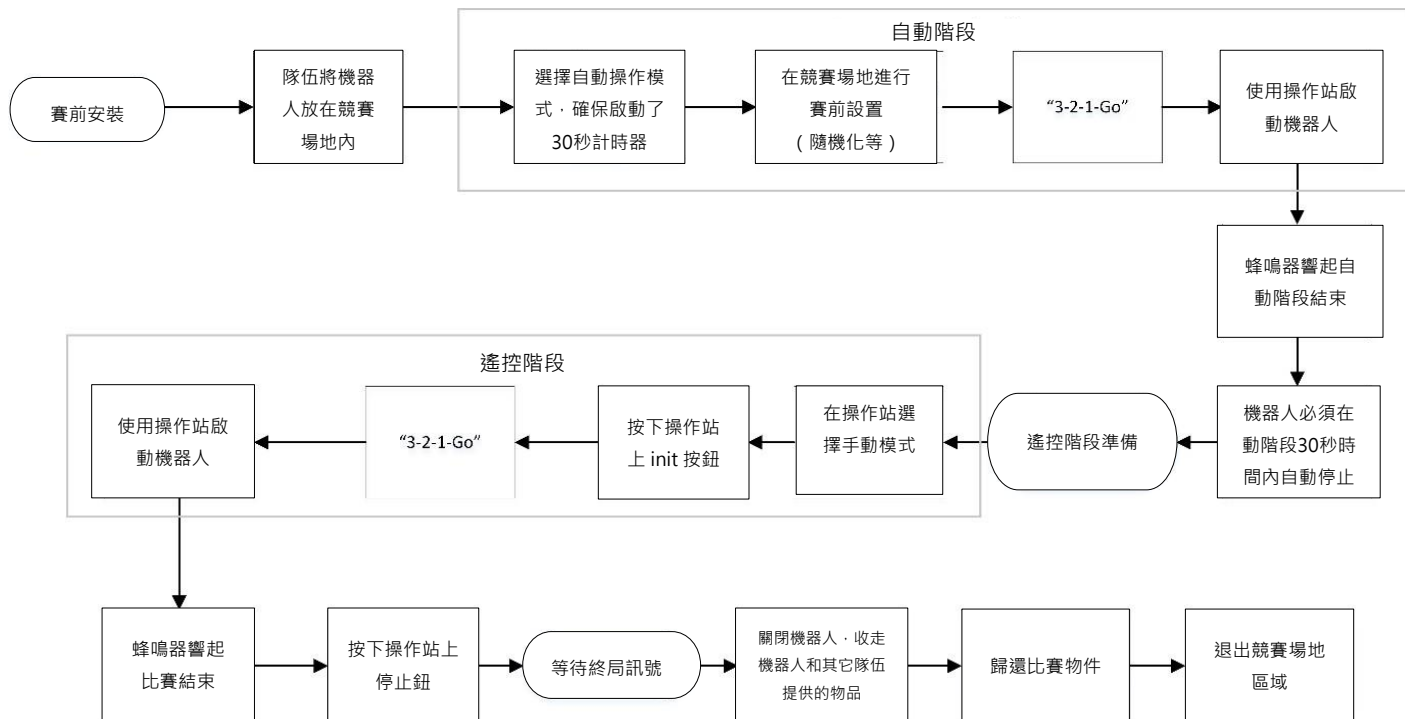 自動階段
賽前安裝
隊伍將機器
人放在競賽
場地內
選擇自動操作模
式，確保啟動了
30秒計時器
在競賽場地進行
賽前設置
（隨機化等）
“3-2-1-Go”
使用操作站啟
動機器人
蜂鳴器響起自
動階段結束
機器人必須在
動階段30秒時
間內自動停止
遙控階段準備
遙控階段
在操作站選
擇手動模式
按下操作站
上 init 按鈕
“3-2-1-Go”
使用操作站啟
動機器人
蜂鳴器響起
比賽結束
按下操作站上
停止鈕
等待終局訊號
關閉機器人，收走
機器人和其它隊伍
提供的物品
歸還比賽物件
退出競賽場地
區域